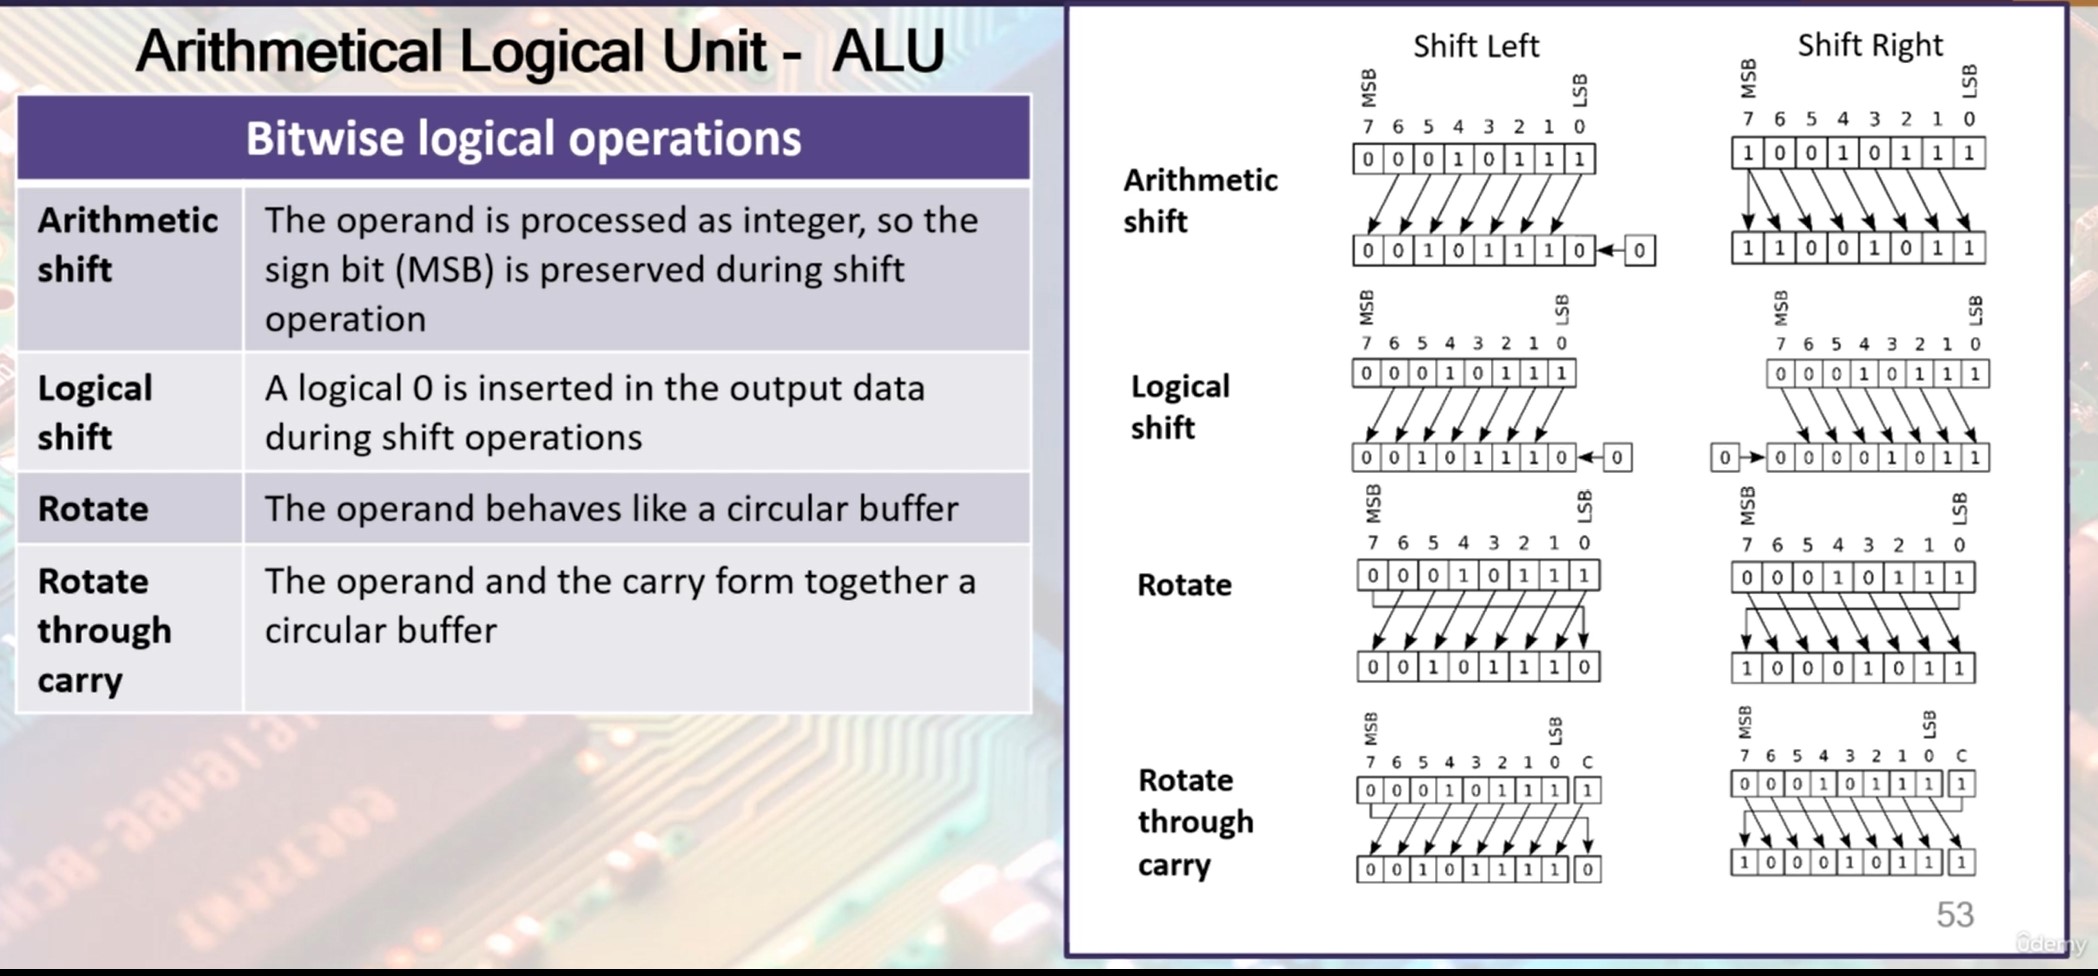 Arithmetical Logical Unit - ALU
Bitwise logical operations
Arithmetic shift
The operand is processed as integer, so the
sign bit (MSB) is preserved during shift
operation
Logical shift
A logical 0 is inserted in the output data
during shift operations
Rotate
The operand behaves like a circular buffer
Rotate through carry
The operand and the carry form together a
circular buffer
Shift Left
Shift Right
Arithmetic
shift
MSB LSB
7 6 5 4 3 2 1 0
0 0 0 1 0 1 1 1
0 0 1 0 1 1 1 0 0
MSB LSB
7 6 5 4 3 2 1 0
1 0 0 1 0 1 1 1
1 1 0 0 1 0 1 1
Logical
shift
MSB LSB
7 6 5 4 3 2 1 0
0 0 0 1 0 1 1 1
0 0 1 0 1 1 1 0 0
MSB LSB
7 6 5 4 3 2 1 0
0 0 0 1 0 1 1 1
0 0 0 0 0 1 0 1 1
Rotate
MSB LSB
7 6 5 4 3 2 1 0
0 0 0 1 0 1 1 1
0 0 1 0 1 1 1 0
MSB LSB
7 6 5 4 3 2 1 0
0 0 0 1 0 1 1 1
1 0 0 0 1 0 1 1
Rotate
through
carry
MSB LSB
7 6 5 4 3 2 1 0 C
0 0 0 1 0 1 1 1 1
0 0 1 0 1 1 1 1 0
MSB LSB
7 6 5 4 3 2 1 0 C
0 0 0 1 0 1 1 1 1
1 0 0 0 1 0 1 1 1
53
ûdemy